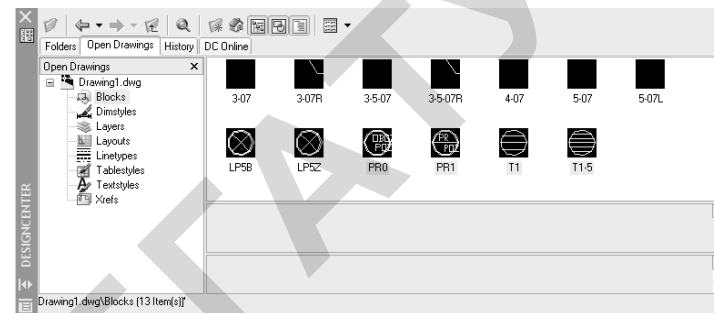 Folders Open Drawings History DC Online
Open Drawings
Drawing1.dwg
Blocks
Dimstyles
Layers
Layouts
Linetypes
Tablestyles
Textstyles
Xrefs
3-07 3-07R 3-5-07 3-5-07R 4-07 5-07 5-07L
LP5B LP5Z PR0 PR1 T1 T1-5
DESIGNCENTER
Drawing1.dwg\Blocks (13 Item(s))